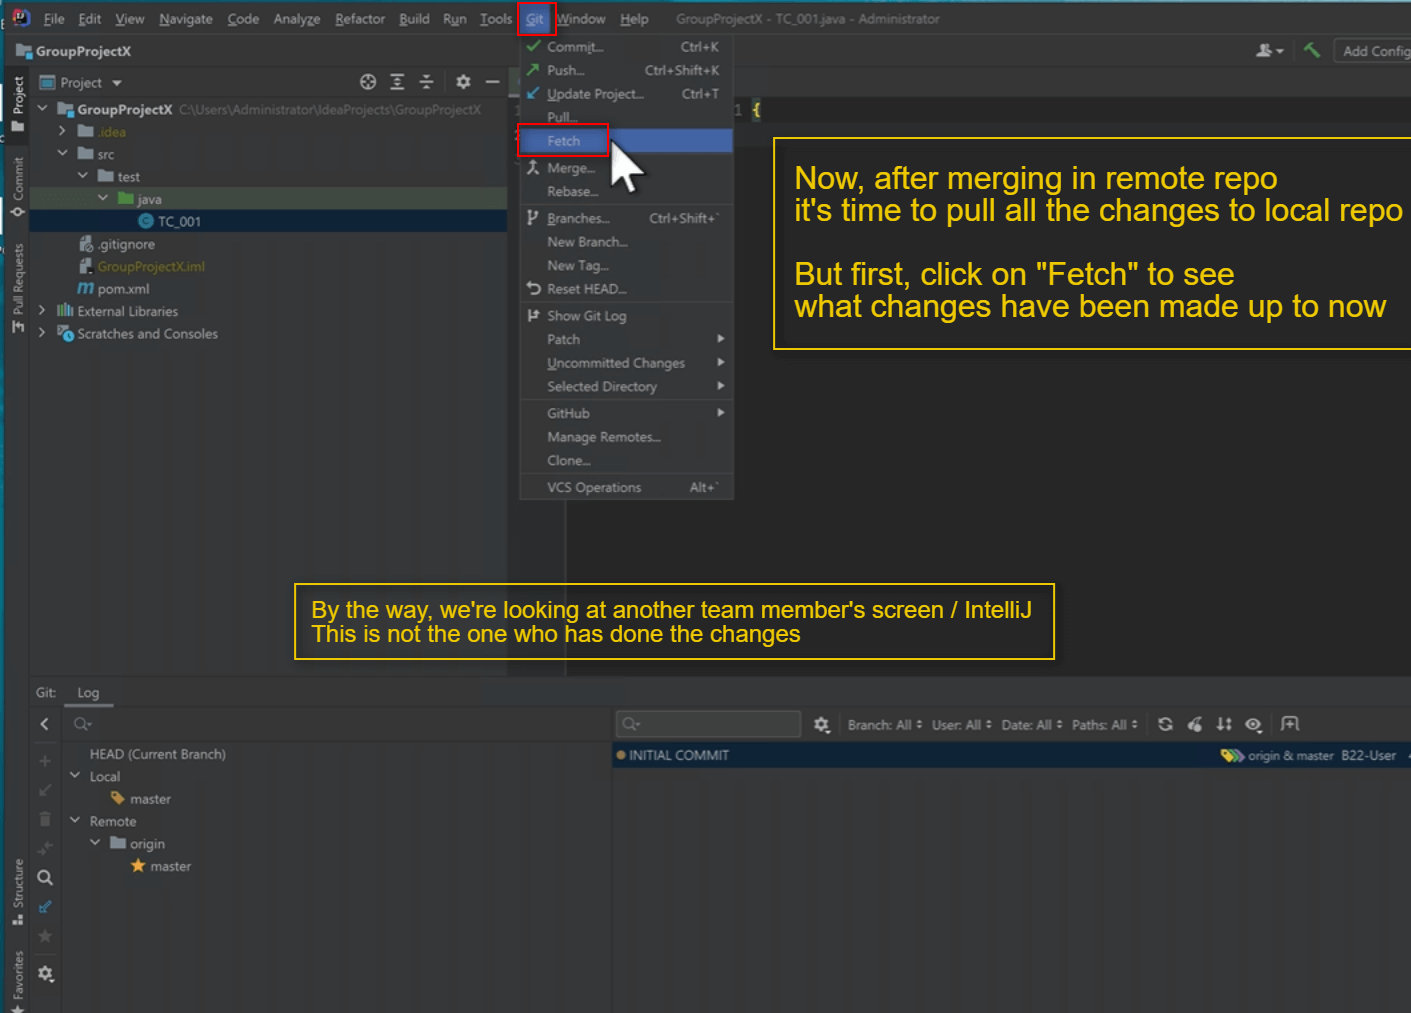 File Edit View Navigate Code Analyze Refactor Build Run Tools Git Window Help GroupProjectX - TC_001.java - Administrator
GroupProjectX
Add Config
Project
Project
GroupProjectX C:\Users\Administrator\IdeaProjects\GroupProjectX
.idea
src
test
java
TC_001
.gitignore
GroupProjectX.iml
pom.xml
External Libraries
Scratches and Consoles
Commit
Pull Requests
Structure
Favorites
Commit... Ctrl+K
Push... Ctrl+Shift+K
Update Project... Ctrl+T
Pull...
Fetch
Merge...
Rebase...
Branches... Ctrl+Shift+`
New Branch...
New Tag...
Reset HEAD...
Show Git Log
Patch
Uncommitted Changes
Selected Directory
GitHub
Manage Remotes...
Clone...
VCS Operations Alt+`
1 {
Now, after merging in remote repo
it's time to pull all the changes to local repo
But first, click on "Fetch" to see
what changes have been made up to now
By the way, we're looking at another team member's screen / IntelliJ
This is not the one who has done the changes
Git: Log
Branch: All User: All Date: All Paths: All
HEAD (Current Branch)
Local
master
Remote
origin
master
INITIAL COMMIT origin & master B22-User